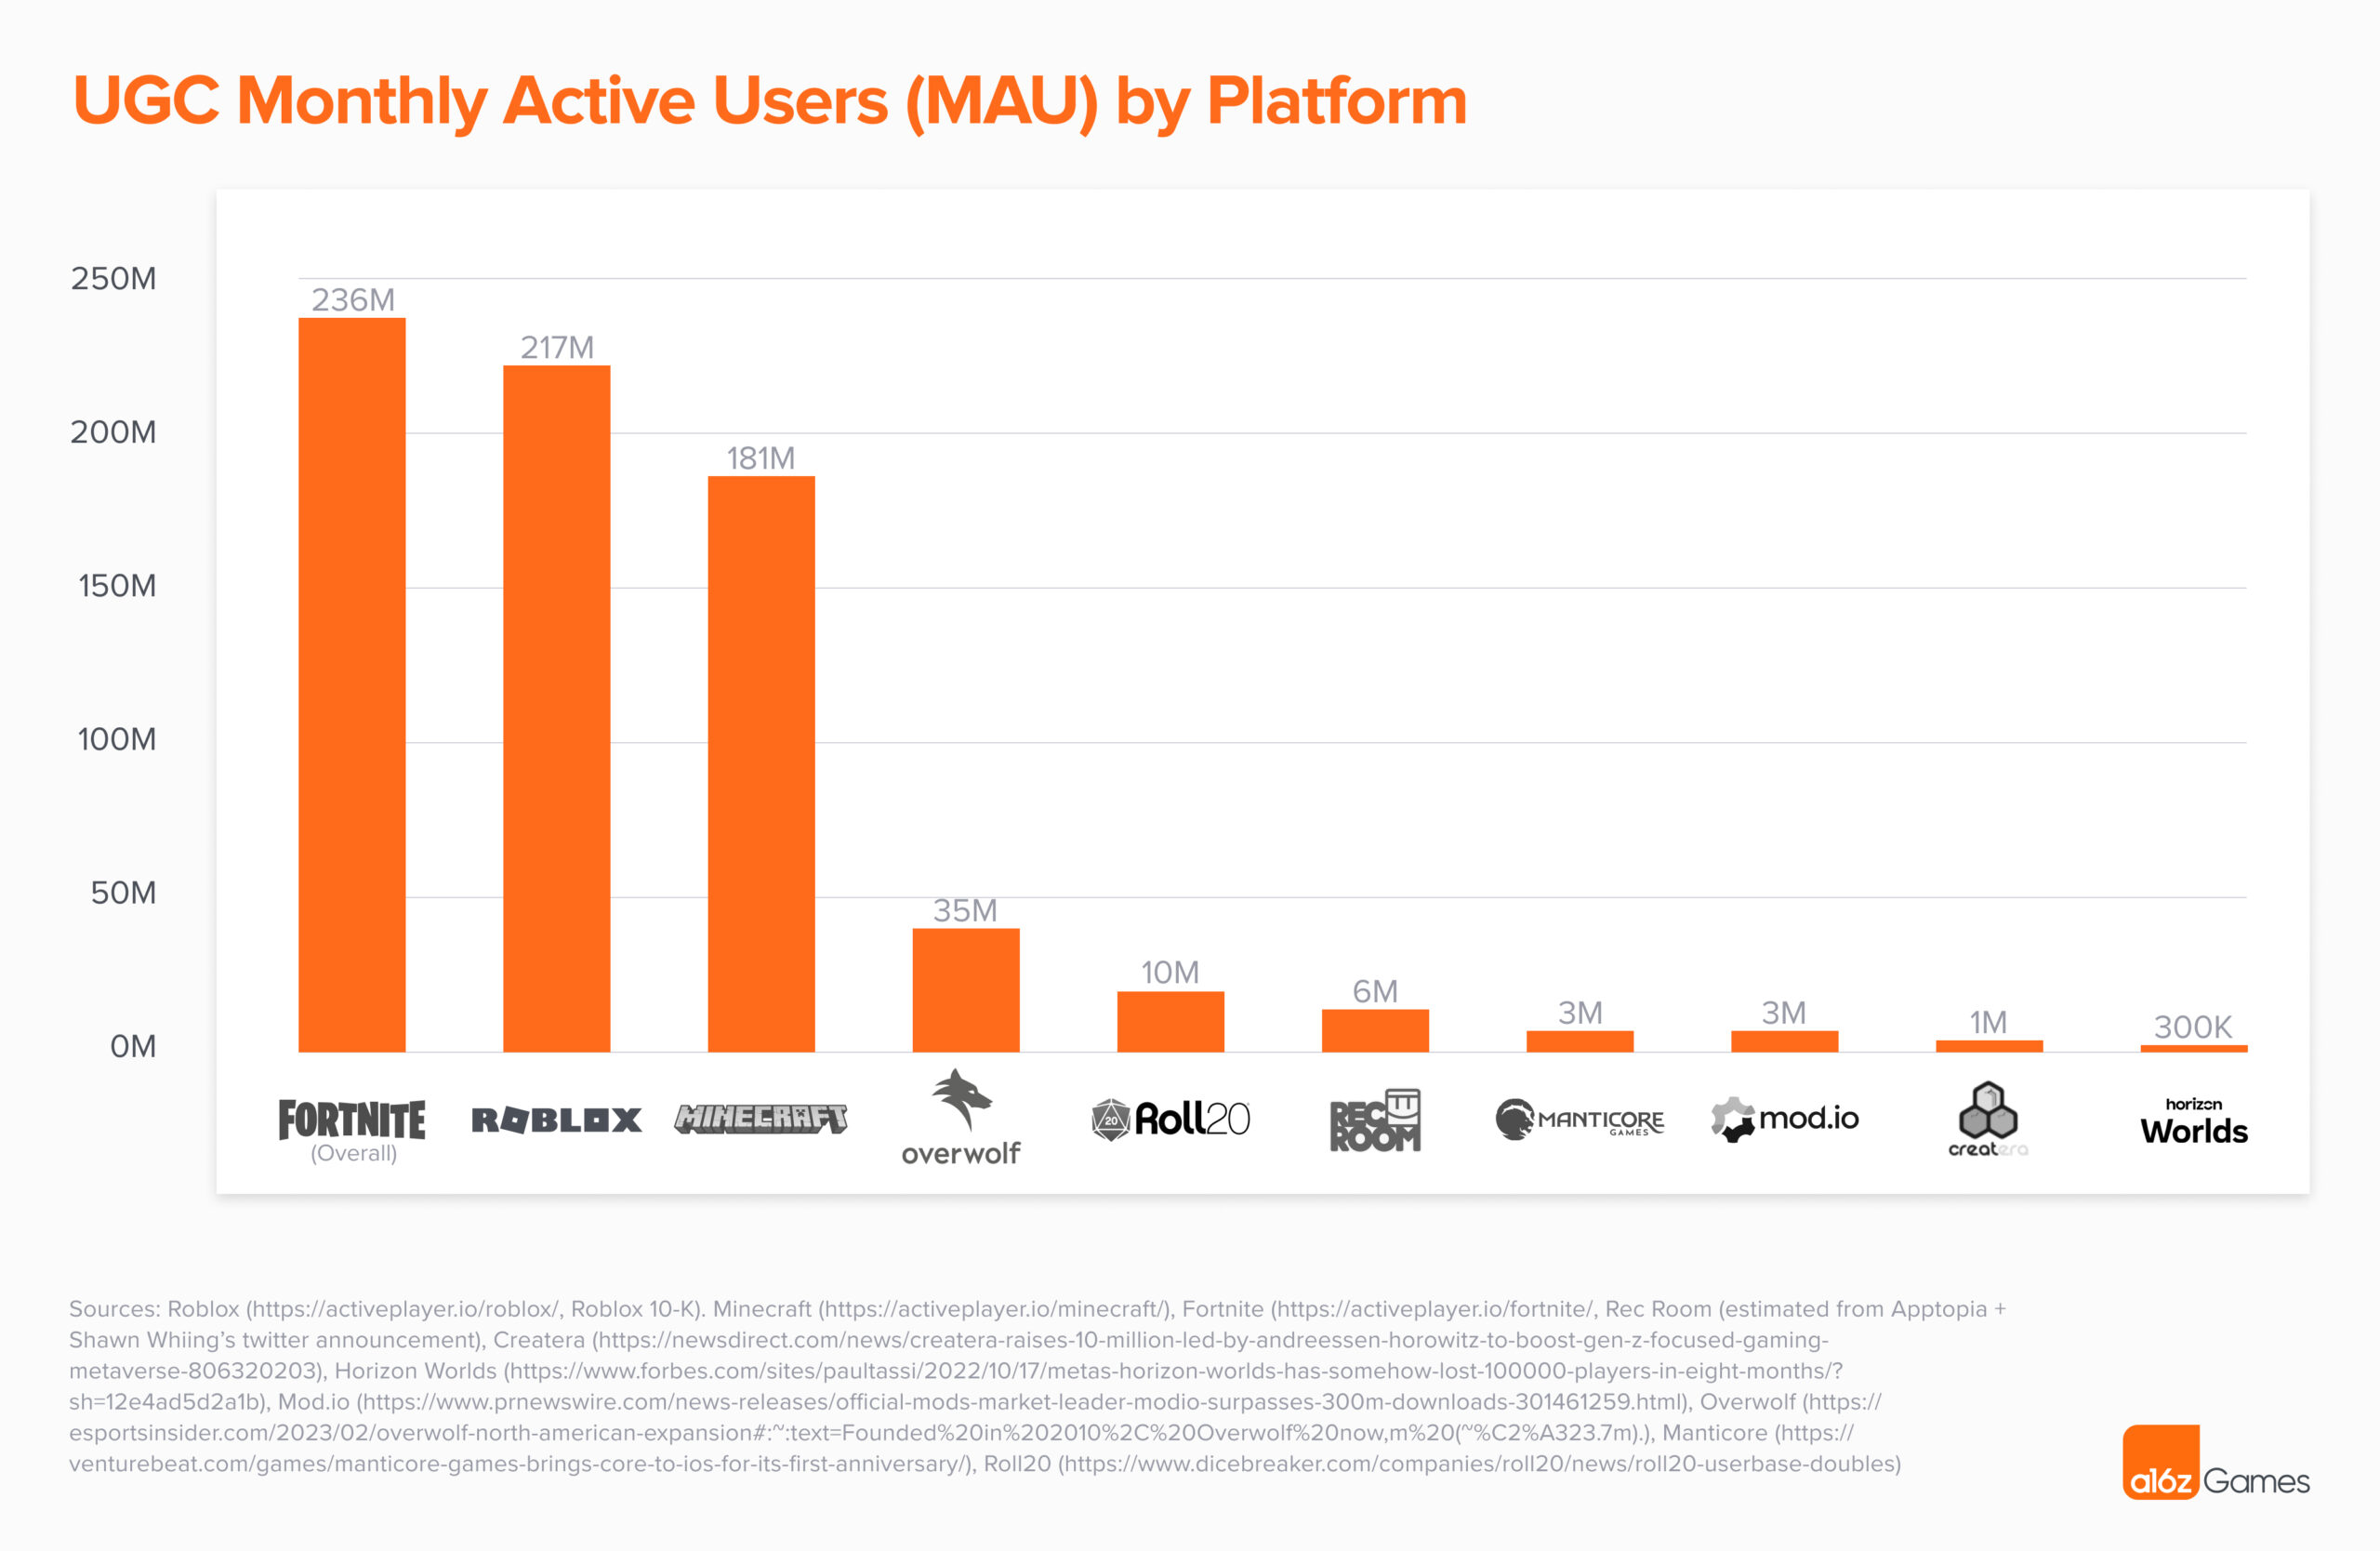 UGC Monthly Active Users (MAU) by Platform
250M
200M
150M
100M
50M
0M
236M
217M
181M
35M
10M
6M
3M
3M
1M
300K
FORTNITE
(Overall)
ROBLOX
MINECRAFT
overwolf
20 Roll20
REC
ROOM
MANTICORE
GAMES
mod.io
createra
horizon
Worlds
Sources: Roblox (https://activeplayer.io/roblox/, Roblox 10-K). Minecraft (https://activeplayer.io/minecraft/), Fortnite (https://activeplayer.io/fortnite/, Rec Room (estimated from Apptopia +
Shawn Whiing’s twitter announcement), Createra (https://newsdirect.com/news/createra-raises-10-million-led-by-andreessen-horowitz-to-boost-gen-z-focused-gaming-
metaverse-806320203), Horizon Worlds (https://www.forbes.com/sites/paultassi/2022/10/17/metas-horizon-worlds-has-somehow-lost-100000-players-in-eight-months/?
sh=12e4ad5d2a1b), Mod.io (https://www.prnewswire.com/news-releases/official-mods-market-leader-modio-surpasses-300m-downloads-301461259.html), Overwolf (https://
esportsinsider.com/2023/02/overwolf-north-american-expansion#:~:text=Founded%20in%202010%2C%20Overwolf%20now,m%20(~%C2%A323.7m).), Manticore (https://
venturebeat.com/games/manticore-games-brings-core-to-ios-for-its-first-anniversary/), Roll20 (https://www.dicebreaker.com/companies/roll20/news/roll20-userbase-doubles)
a16z Games